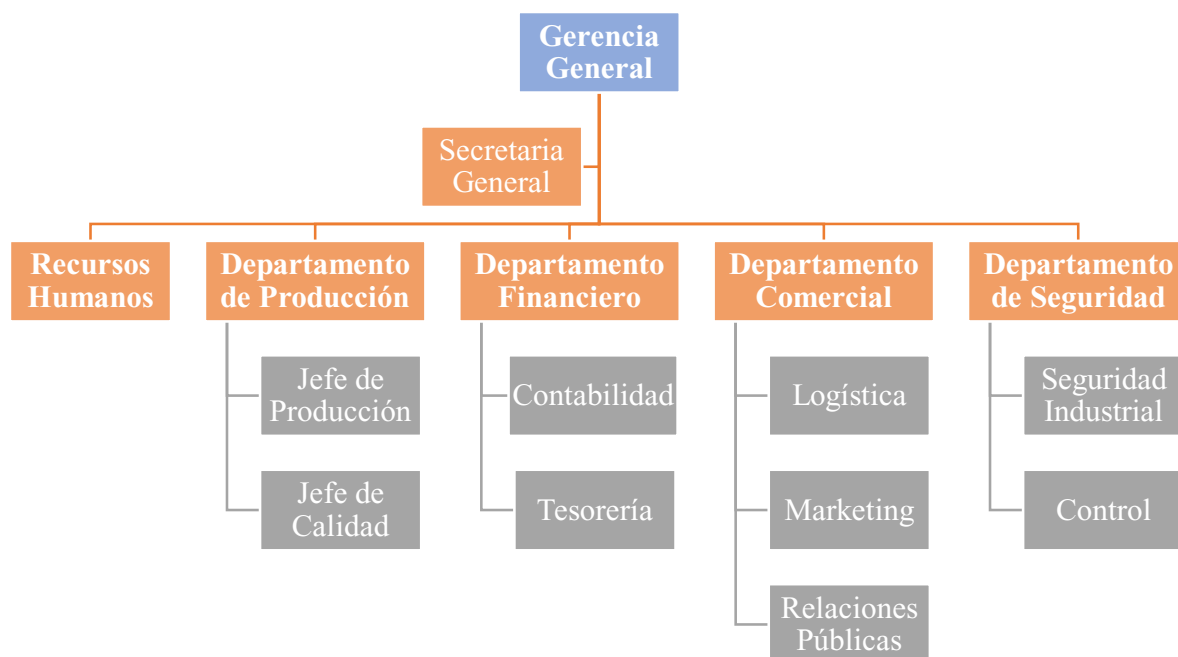 Gerencia
General
Secretaria
General
Recursos
Humanos
Departamento
de Producción
Departamento
Financiero
Departamento
Comercial
Departamento
de Seguridad
Jefe de
Producción
Contabilidad
Logística
Seguridad
Industrial
Jefe de
Calidad
Tesorería
Marketing
Control
Relaciones
Públicas